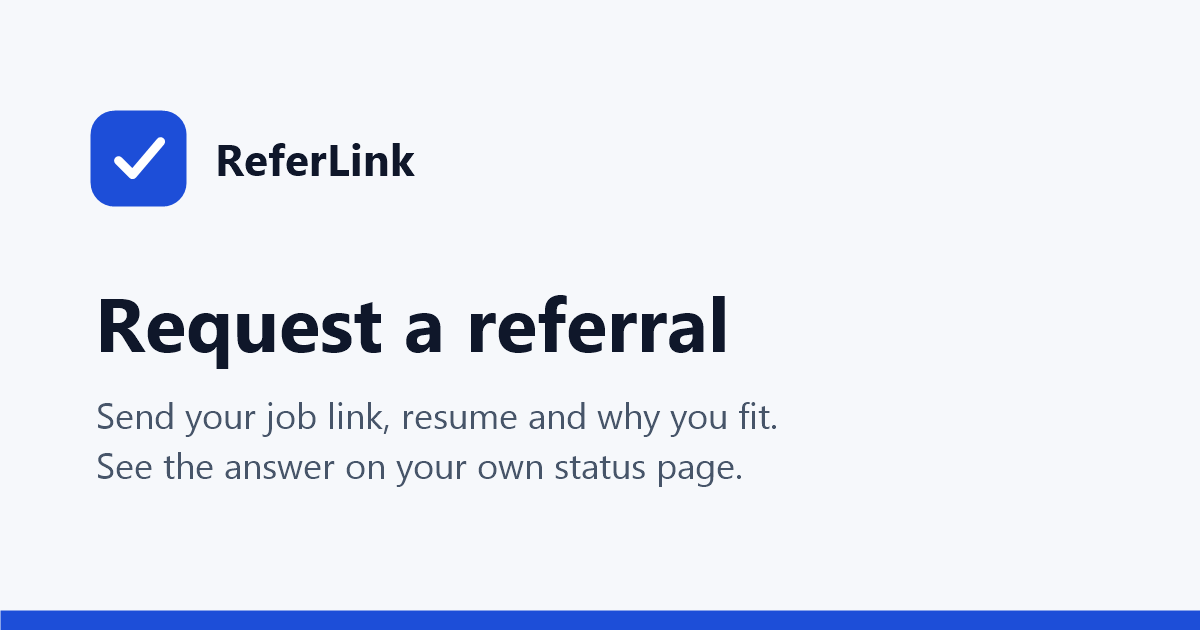 ReferLink
Request a referral
Send your job link, resume and why you fit.
See the answer on your own status page.